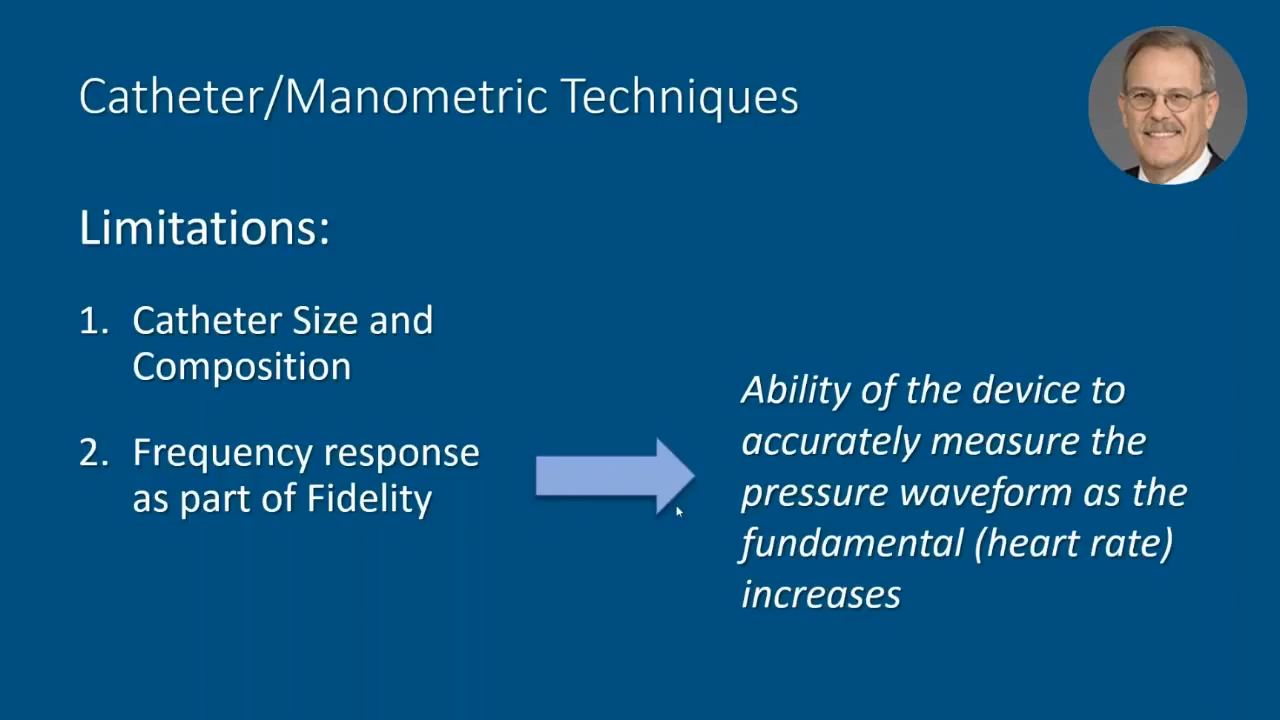 Catheter/Manometric Techniques
Limitations:
1. Catheter Size and
Composition
2. Frequency response
as part of Fidelity
Ability of the device to
accurately measure the
pressure waveform as the
fundamental (heart rate)
increases